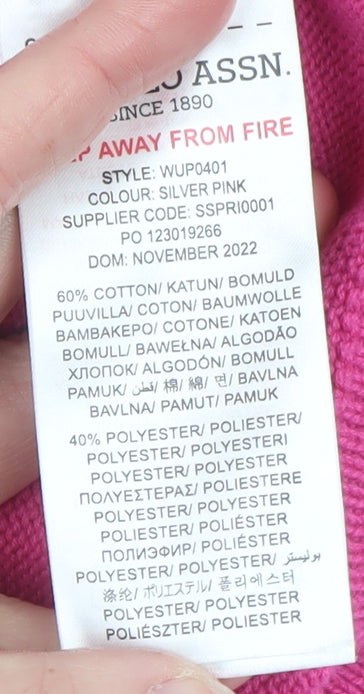 ASSN.
SINCE 1890
AWAY FROM FIRE
STYLE: WUP0401
COLOUR: SILVER PINK
SUPPLIER CODE: SSPRI0001
PO 123019266
DOM: NOVEMBER 2022
60% COTTON/ KATUN/ BOMULD
PUUVILLA/ COTON/ BAUMWOLLE
ΒΑΜΒΑΚΕΡΟ/ COTONE/ KATOEN
BOMULL/ BAWEŁNA/ ALGODÃO
ХЛОПОК/ ALGODÓN/ BOMULL
PAMUK/ قطن/ 棉/ 綿/ 면/ BAVLNA
BAVLNA/ PAMUT/ PAMUK
40% POLYESTER/ POLIESTER/
POLYESTER/ POLYESTERI
POLYESTER/ POLYESTER
ΠΟΛΥΕΣΤΕΡΑΣ/ POLIESTERE
POLYESTER/ POLYESTER
POLIESTER/ POLIÉSTER
ПОЛИЭФИР/ POLIÉSTER
POLYESTER/ POLYESTER/ بوليستر/
涤纶/ ポリエステル/ 폴리에스터
POLYESTER/ POLYESTER
POLIÉSZTER/ POLIESTER